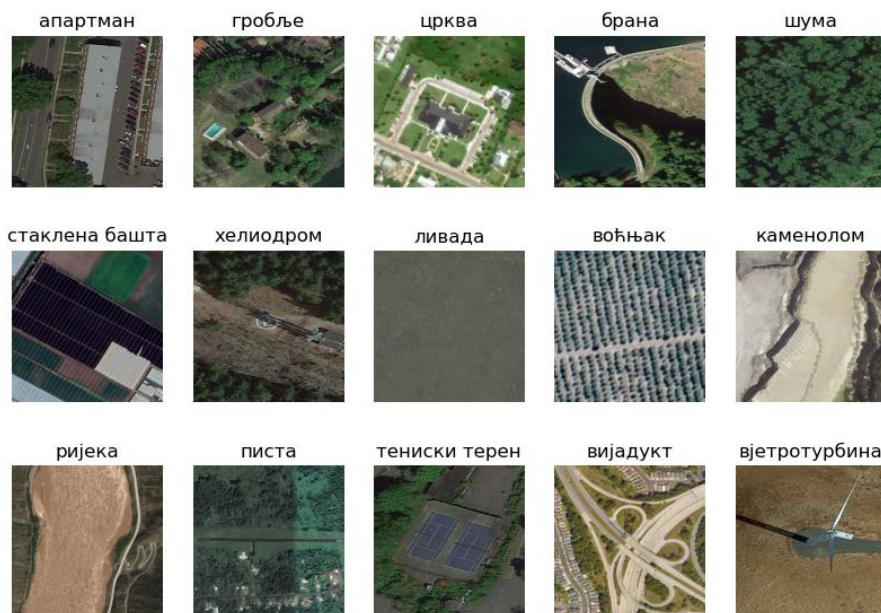 апартман гробље црква брана шума
стаклена башта хелиодром ливада воћњак каменолом
ријека писта тениски терен вијадукт вјетротурбина